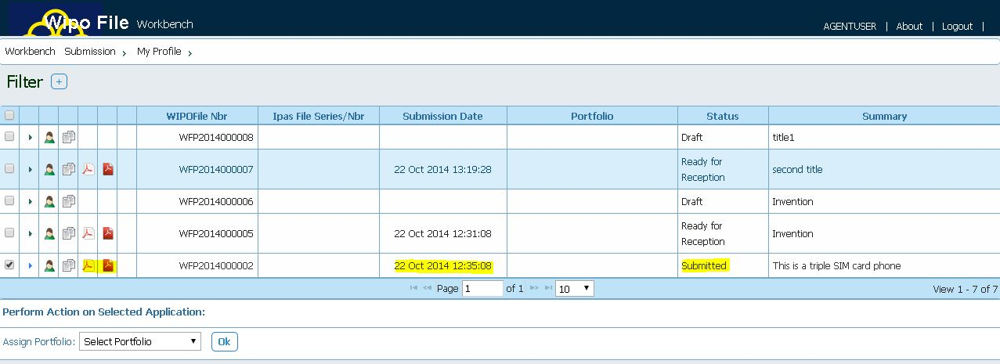 Wipo File Workbench
AGENTUSER | About | Logout |
Workbench Submission My Profile
Filter +
WIPOFile Nbr Ipas File Series/Nbr Submission Date Portfolio Status Summary
WFP2014000008 Draft title1
WFP2014000007 22 Oct 2014 13:19:28 Ready for Reception second title
WFP2014000006 Draft Invention
WFP2014000005 22 Oct 2014 12:31:08 Ready for Reception Invention
WFP2014000002 22 Oct 2014 12:35:08 Submitted This is a triple SIM card phone
Page 1 of 1 10 View 1 - 7 of 7
Perform Action on Selected Application:
Assign Portfolio: Select Portfolio Ok